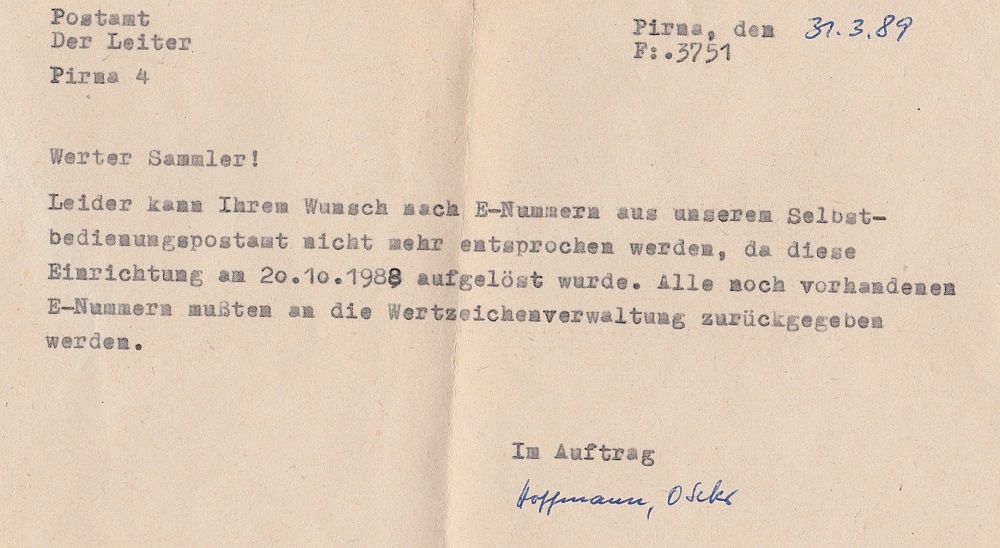 Postamt
Der Leiter
Pirna 4
Pirna, den 31.3.89
F:.3751
Werter Sammler!
Leider kann Ihrem Wunsch nach E-Nummern aus unserem Selbst-
bedienungspostamt nicht mehr entsprochen werden, da diese
Einrichtung am 20.10.1988 aufgelöst wurde. Alle noch vorhandenen
E-Nummern mußten an die Wertzeichenverwaltung zurückgegeben
werden.
Im Auftrag
Hoffmann,